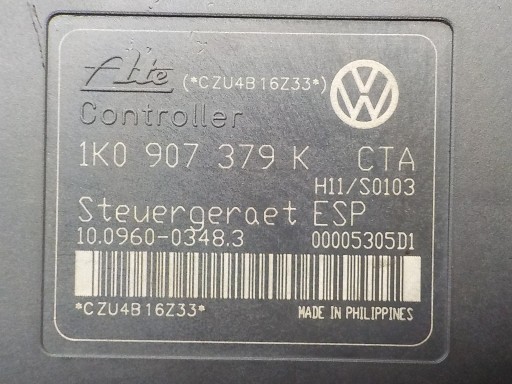 Ate (*CZU4B16Z33*) VW
Controller
1K0 907 379 K CTA
H11/S0103
Steuergeraet ESP
10.0960-0348.3 00005305D1
*CZU4B16Z33* MADE IN PHILIPPINES